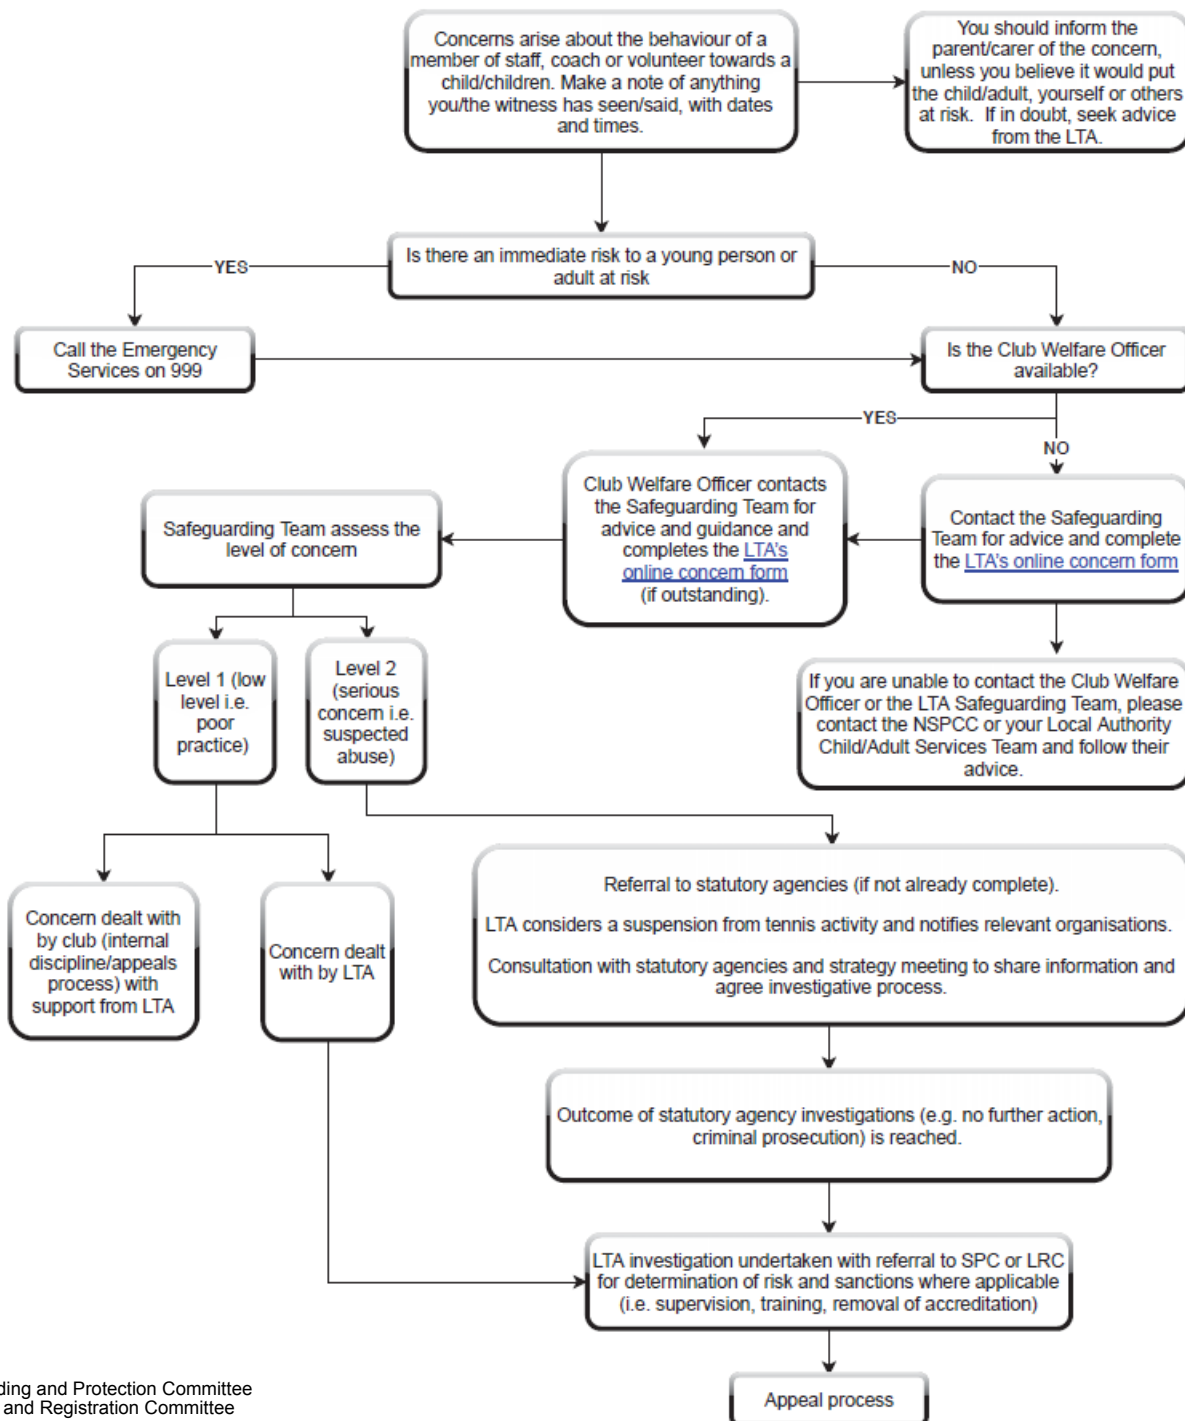 Concerns arise about the behaviour of a
member of staff, coach or volunteer towards a
child/children. Make a note of anything
you/the witness has seen/said, with dates
and times.
You should inform the
parent/carer of the concern,
unless you believe it would put
the child/adult, yourself or others
at risk. If in doubt, seek advice
from the LTA.
Is there an immediate risk to a young person or
adult at risk
YES
NO
Call the Emergency
Services on 999
Is the Club Welfare Officer
available?
YES
NO
Club Welfare Officer contacts
the Safeguarding Team for
advice and guidance and
completes the LTA's
online concern form
(if outstanding).
Contact the Safeguarding
Team for advice and complete
the LTA's online concern form
Safeguarding Team assess the
level of concern
Level 1 (low
level i.e.
poor
practice)
Level 2
(serious
concern i.e.
suspected
abuse)
If you are unable to contact the Club Welfare
Officer or the LTA Safeguarding Team, please
contact the NSPCC or your Local Authority
Child/Adult Services Team and follow their
advice.
Concern dealt with
by club (internal
discipline/appeals
process) with
support from LTA
Concern dealt
with by LTA
Referral to statutory agencies (if not already complete).
LTA considers a suspension from tennis activity and notifies relevant organisations.
Consultation with statutory agencies and strategy meeting to share information and
agree investigative process.
Outcome of statutory agency investigations (e.g. no further action,
criminal prosecution) is reached.
LTA investigation undertaken with referral to SPC or LRC
for determination of risk and sanctions where applicable
(i.e. supervision, training, removal of accreditation)
Appeal process
ding and Protection Committee
and Registration Committee